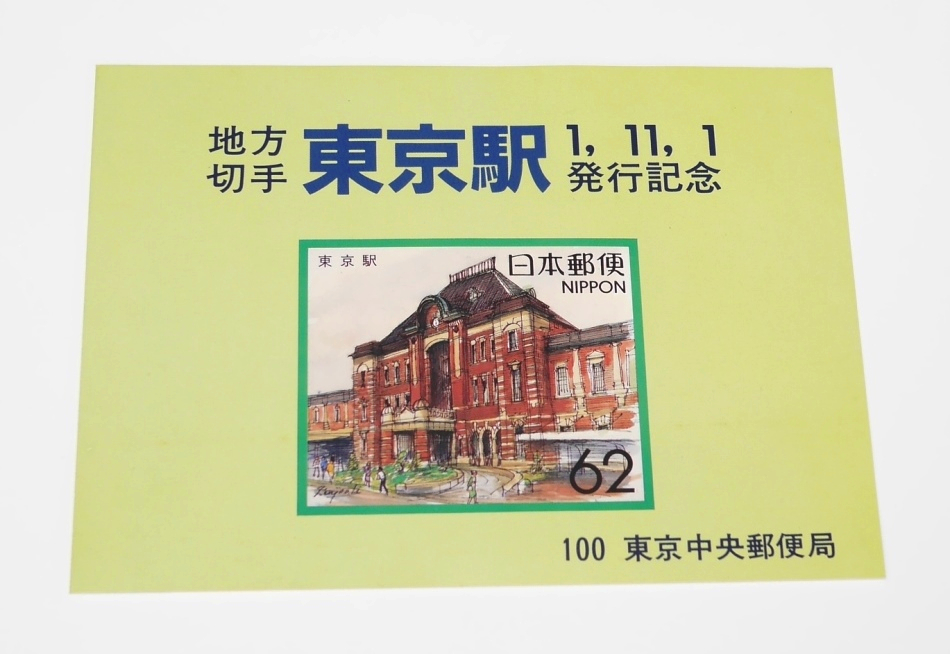 地方切手
東京駅
1, 11, 1
発行記念
東京駅
日本郵便
NIPPON
62
100 東京中央郵便局